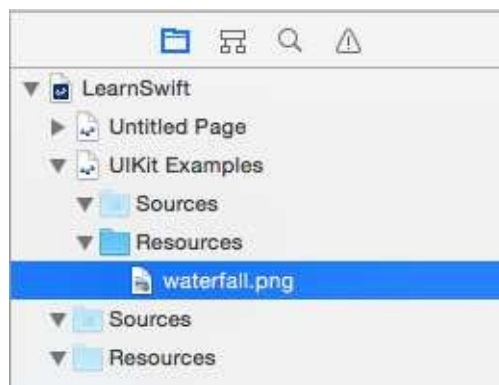 LearnSwift
Untitled Page
UIKit Examples
Sources
Resources
waterfall.png
Sources
Resources